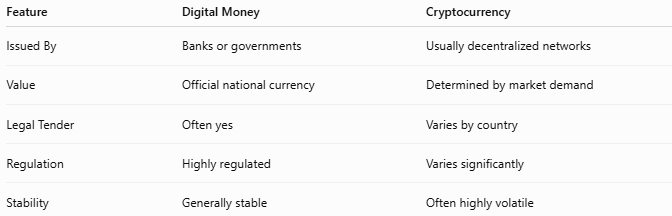 Feature Digital Money Cryptocurrency
Issued By Banks or governments Usually decentralized networks
Value Official national currency Determined by market demand
Legal Tender Often yes Varies by country
Regulation Highly regulated Varies significantly
Stability Generally stable Often highly volatile